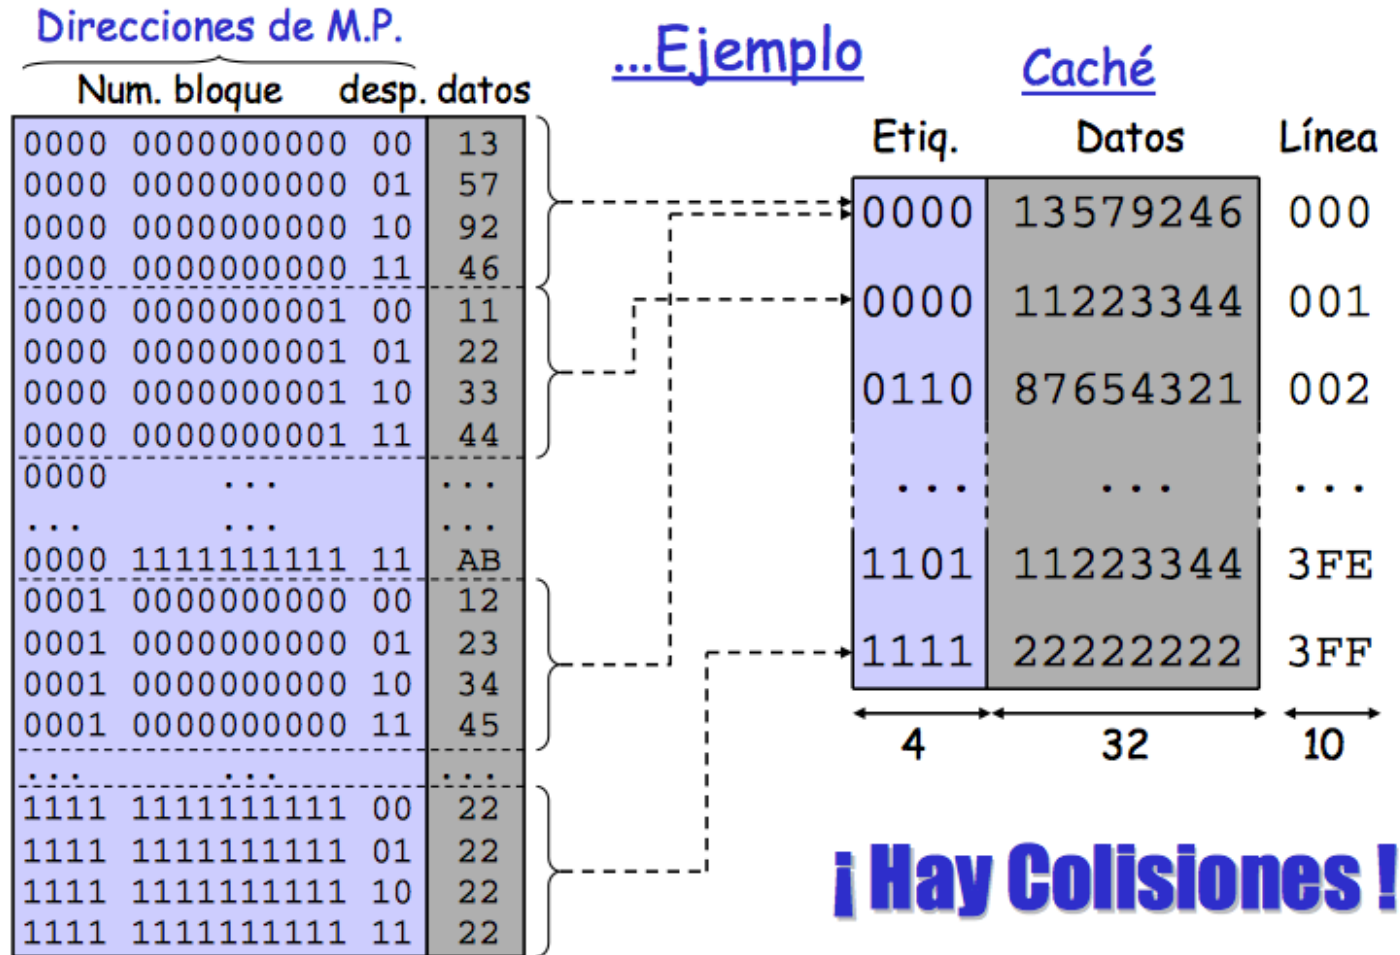 Direcciones de M.P.
Num. bloque desp. datos
0000 0000000000 00 13
0000 0000000000 01 57
0000 0000000000 10 92
0000 0000000000 11 46
0000 0000000001 00 11
0000 0000000001 01 22
0000 0000000001 10 33
0000 0000000001 11 44
0000 ... ...
... ... ...
0000 1111111111 11 AB
0001 0000000000 00 12
0001 0000000000 01 23
0001 0000000000 10 34
0001 0000000000 11 45
... ... ...
1111 1111111111 00 22
1111 1111111111 01 22
1111 1111111111 10 22
1111 1111111111 11 22
...Ejemplo
Caché
Etiq. Datos Línea
0000 13579246 000
0000 11223344 001
0110 87654321 002
... ... ...
1101 11223344 3FE
1111 22222222 3FF
4 32 10
¡ Hay Colisiones !